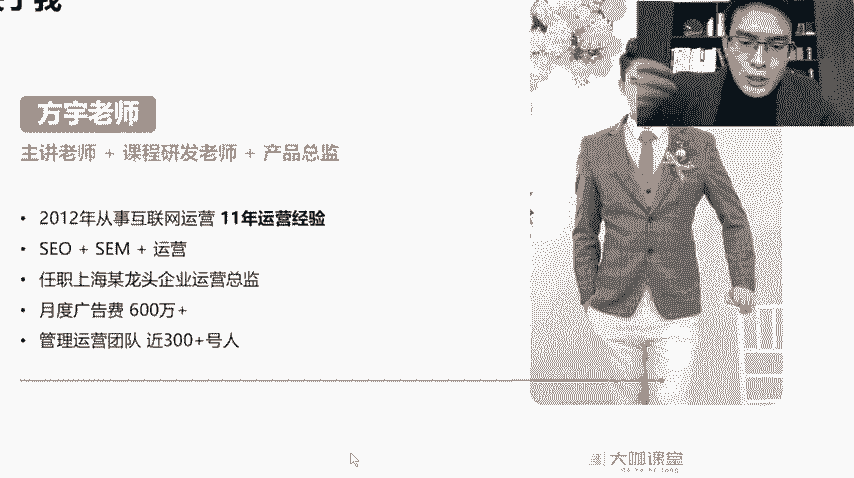 关于我
方宇老师
主讲老师 + 课程研发老师 + 产品总监
• 2012年从事互联网运营 11年运营经验
• SEO + SEM + 运营
• 任职上海某龙头企业运营总监
• 月度广告费 600万+
• 管理运营团队 近300+号人
大咖课堂